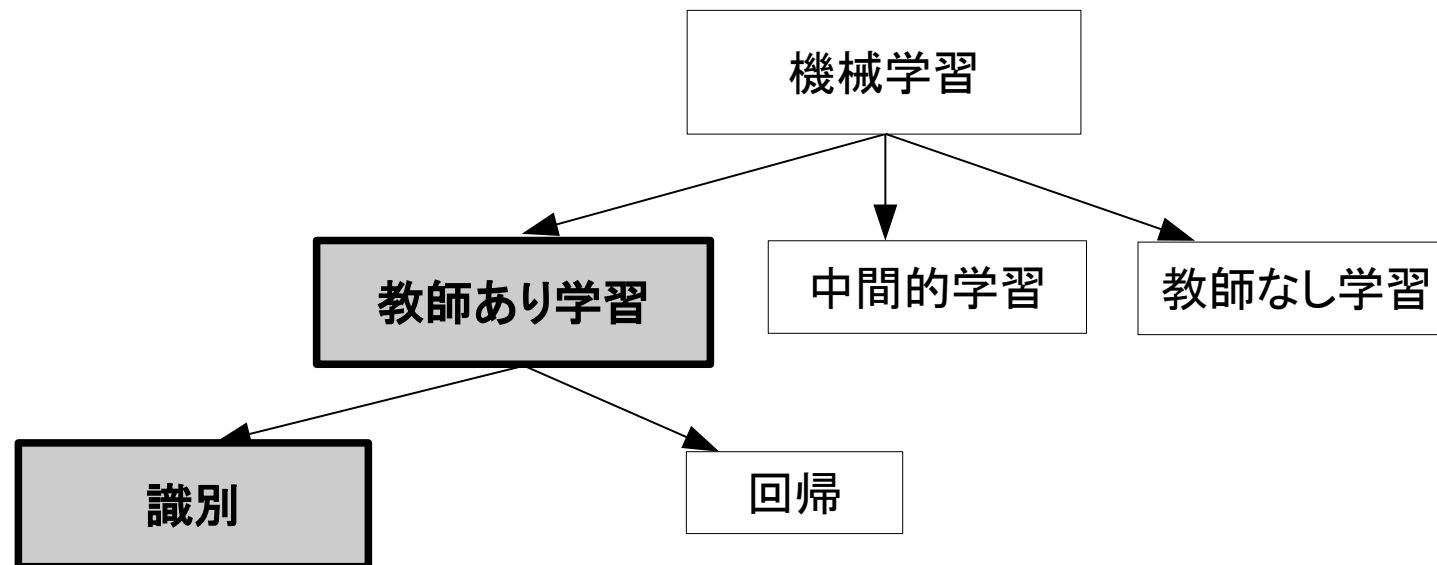 機械学習
教師あり学習
中間的学習
教師なし学習
識別
回帰